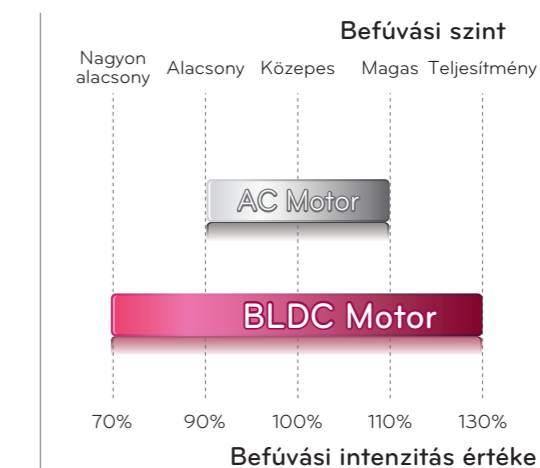 Befúvási szint
Nagyon
alacsony
Alacsony Közepes Magas Teljesítmény
AC Motor
BLDC Motor
70% 90% 100% 110% 130%
Befúvási intenzitás értéke